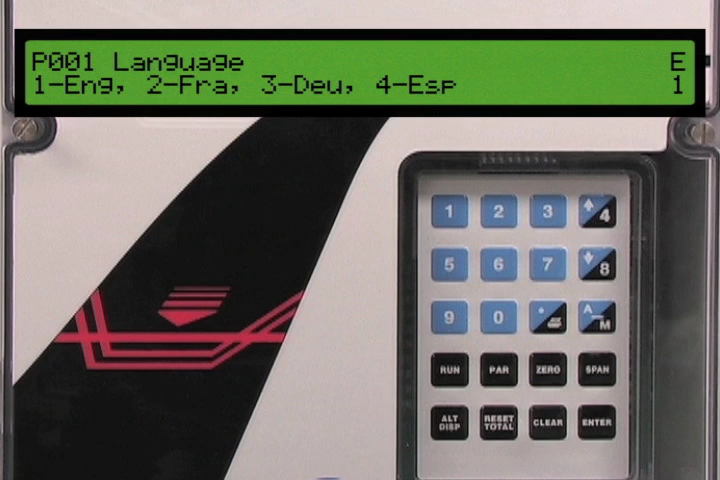 P001 Language E
1-Eng, 2-Fra, 3-Deu, 4-Esp 1
1 2 3 4
5 6 7 8
9 0 A M
RUN PAR ZERO SPAN
ALT DISP RESET TOTAL CLEAR ENTER